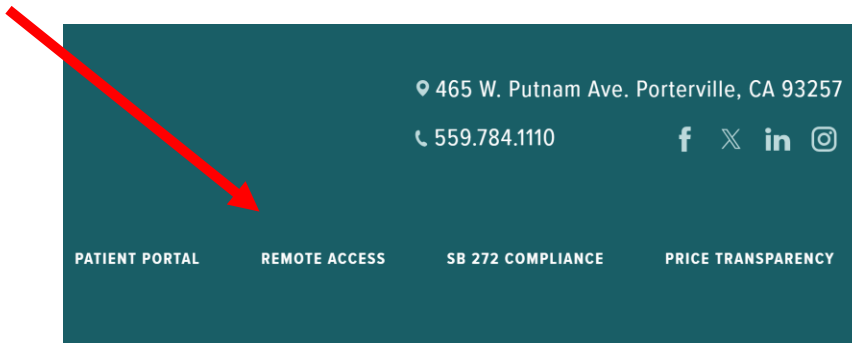 465 W. Putnam Ave. Porterville, CA 93257
559.784.1110
PATIENT PORTAL REMOTE ACCESS SB 272 COMPLIANCE PRICE TRANSPARENCY